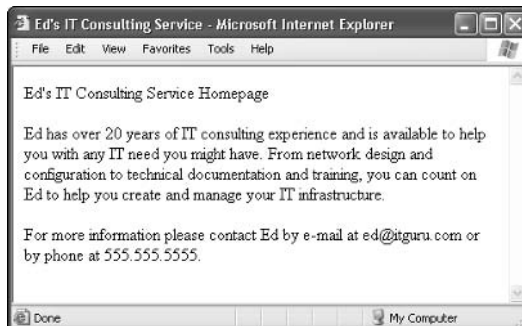 Ed's IT Consulting Service - Microsoft Internet Explorer
File Edit View Favorites Tools Help
Ed's IT Consulting Service Homepage
Ed has over 20 years of IT consulting experience and is available to help
you with any IT need you might have. From network design and
configuration to technical documentation and training, you can count on
Ed to help you create and manage your IT infrastructure.
For more information please contact Ed by e-mail at ed@itguru.com or
by phone at 555.555.5555.
Done My Computer